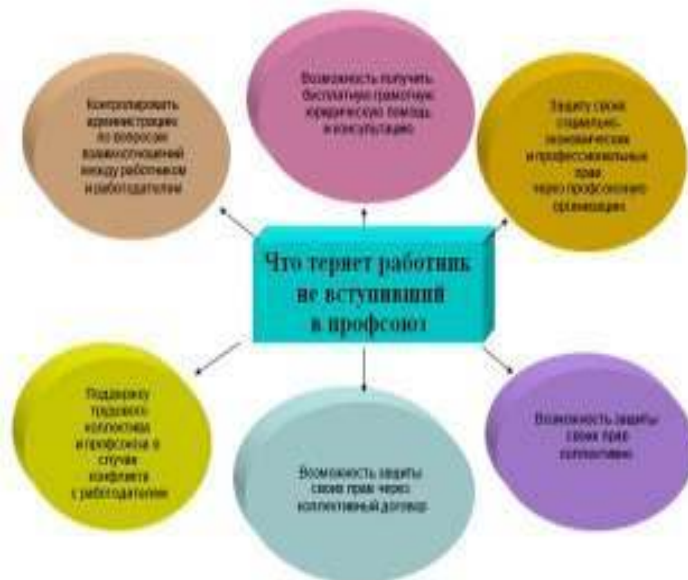 Контролировать
администрацию
по вопросам
взаимоотношений
между работником
и работодателем
Возможность получить
бесплатную грамотную
юридическую помощь
и консультацию
Защиту своих
социально-
экономических
и профессиональных
прав
через профсоюзную
организацию
Что теряет работник
не вступивший
в профсоюз
Поддержку
трудового
коллектива
и профсоюза в
случае
конфликта
с работодателем
Возможность защиты
своих прав через
коллективный договор
Возможность защиты
своих прав
коллективно